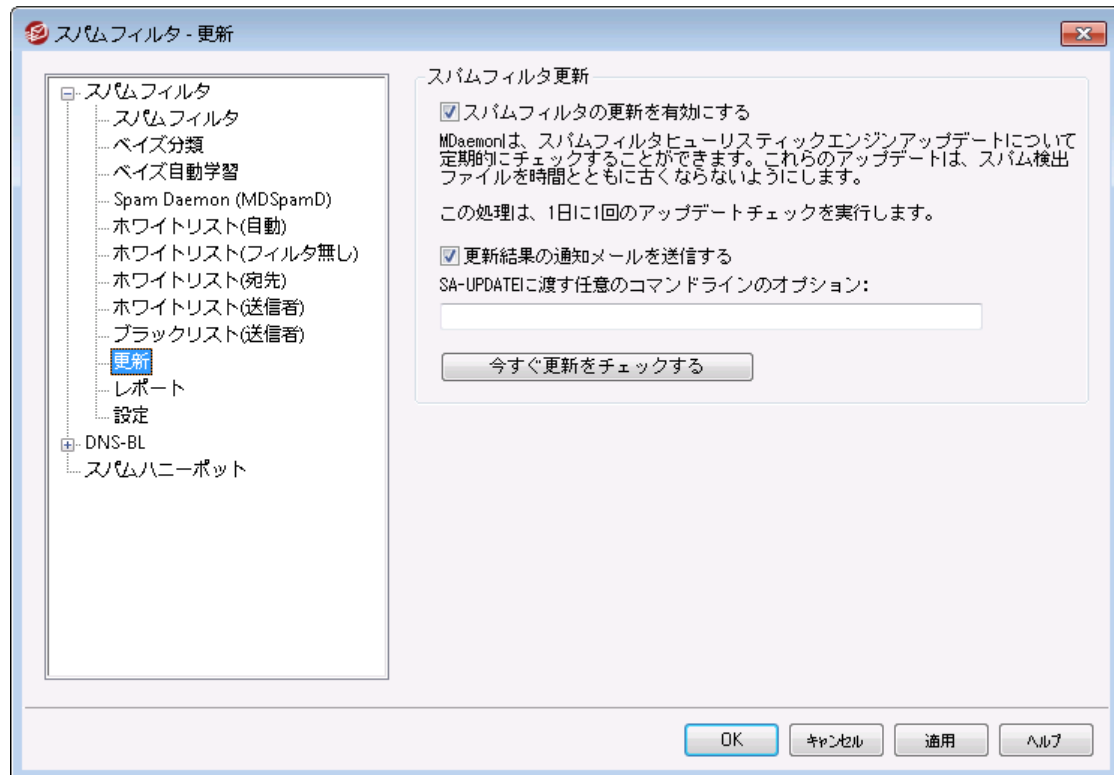 スパムフィルタ - 更新
スパムフィルタ
スパムフィルタ
ベイズ分類
ベイズ自動学習
Spam Daemon (MDSpamD)
ホワイトリスト(自動)
ホワイトリスト(フィルタ無し)
ホワイトリスト(宛先)
ホワイトリスト(送信者)
ブラックリスト(送信者)
更新
レポート
設定
DNS-BL
スパムハニーポット
スパムフィルタ更新
スパムフィルタの更新を有効にする
MDaemonは、スパムフィルタヒューリスティックエンジンアップデートについて
定期的にチェックすることができます。これらのアップデートは、スパム検出
ファイルを時間とともに古くならないようにします。
この処理は、1日に1回のアップデートチェックを実行します。
更新結果の通知メールを送信する
SA-UPDATEに渡す任意のコマンドラインのオプション:
今すぐ更新をチェックする
OK
キャンセル
適用
ヘルプ